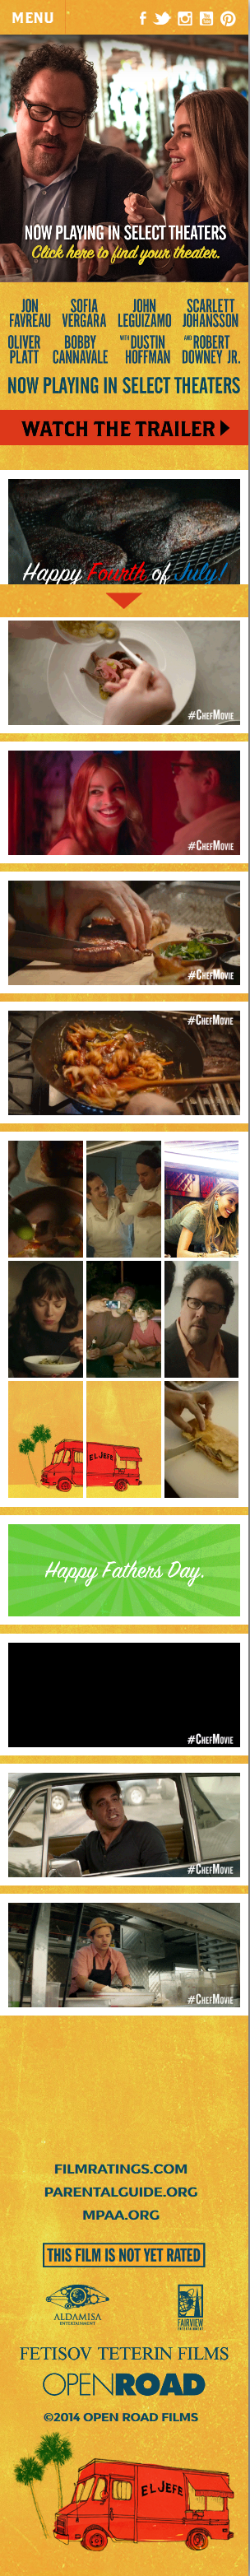 MENU
NOW PLAYING IN SELECT THEATERS
Click here to find your theater.
JON FAVREAU
SOFIA VERGARA
JOHN LEGUIZAMO
SCARLETT JOHANSSON
OLIVER PLATT
BOBBY CANNAVALE
WITH DUSTIN HOFFMAN
AND ROBERT DOWNEY JR.
NOW PLAYING IN SELECT THEATERS
WATCH THE TRAILER
Happy Fourth of July!
#CHEFMOVIE
#CHEFMOVIE
#CHEFMOVIE
#CHEFMOVIE
EL JEFE
Happy Fathers Day.
#CHEFMOVIE
#CHEFMOVIE
#CHEFMOVIE
FILMRATINGS.COM
PARENTALGUIDE.ORG
MPAA.ORG
THIS FILM IS NOT YET RATED
ALDAMISA
ENTERTAINMENT
FAIRVIEW
ENTERTAINMENT
FETISOV TETERIN FILMS
OPENROAD
©2014 OPEN ROAD FILMS
EL JEFE